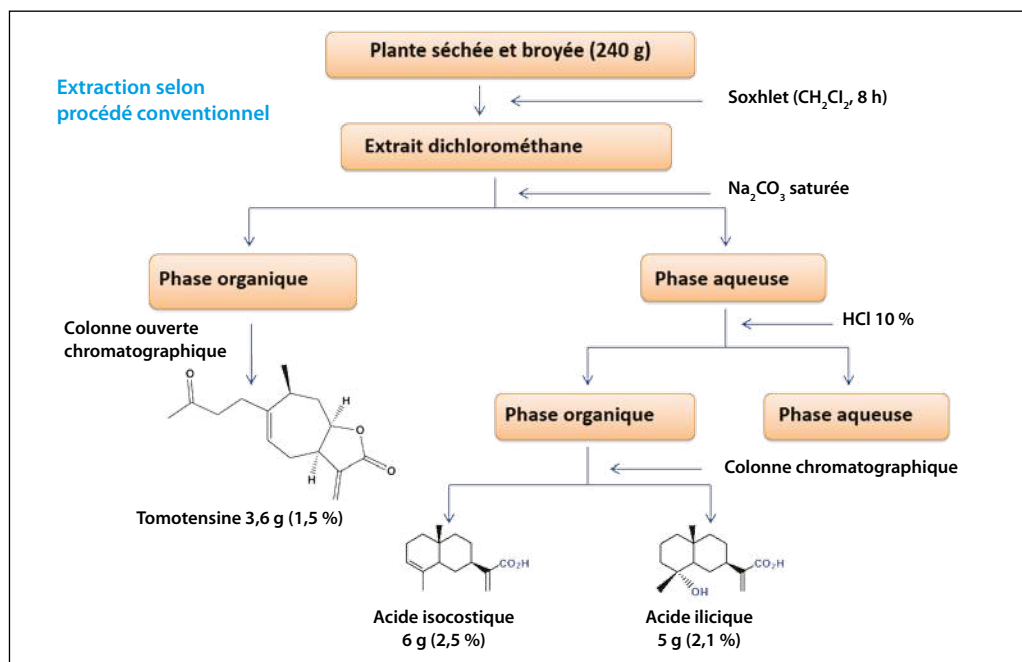 Plante séchée et broyée (240 g)
Extraction selon
procédé conventionnel
Soxhlet (CH₂Cl₂, 8 h)
Extrait dichlorométhane
Na₂CO₃ saturée
Phase organique
Phase aqueuse
Colonne ouverte
chromatographique
HCl 10 %
O
H
O
O
H
Tomotensine 3,6 g (1,5 %)
Phase organique
Phase aqueuse
Colonne chromatographique
CO₂H
Acide isocostique
6 g (2,5 %)
CO₂H
OH
Acide ilicique
5 g (2,1 %)